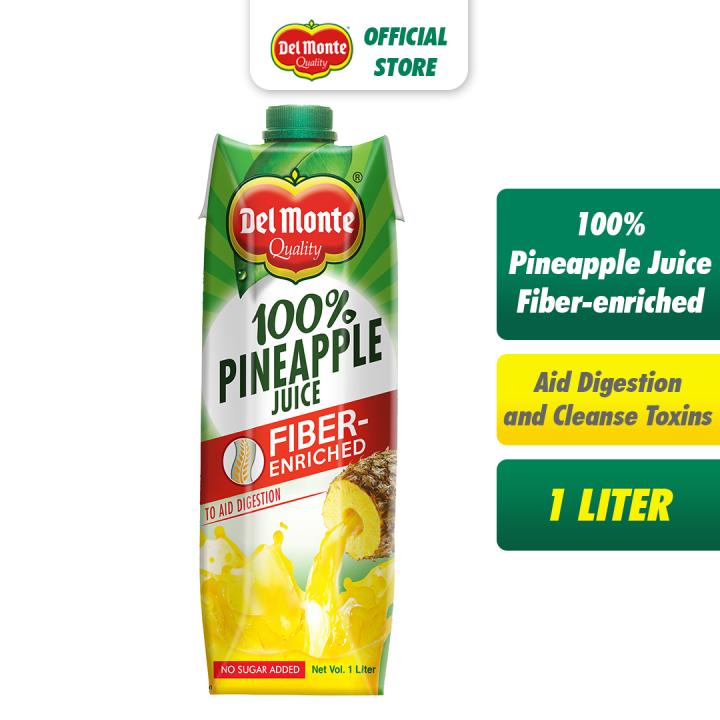 Del Monte
Quality
OFFICIAL
STORE
®
Del Monte
Quality
100%
PINEAPPLE
JUICE
FIBER-
ENRICHED
TO AID DIGESTION
NO SUGAR ADDED
Net Vol. 1 Liter
100%
Pineapple Juice
Fiber-enriched
Aid Digestion
and Cleanse Toxins
1 LITER